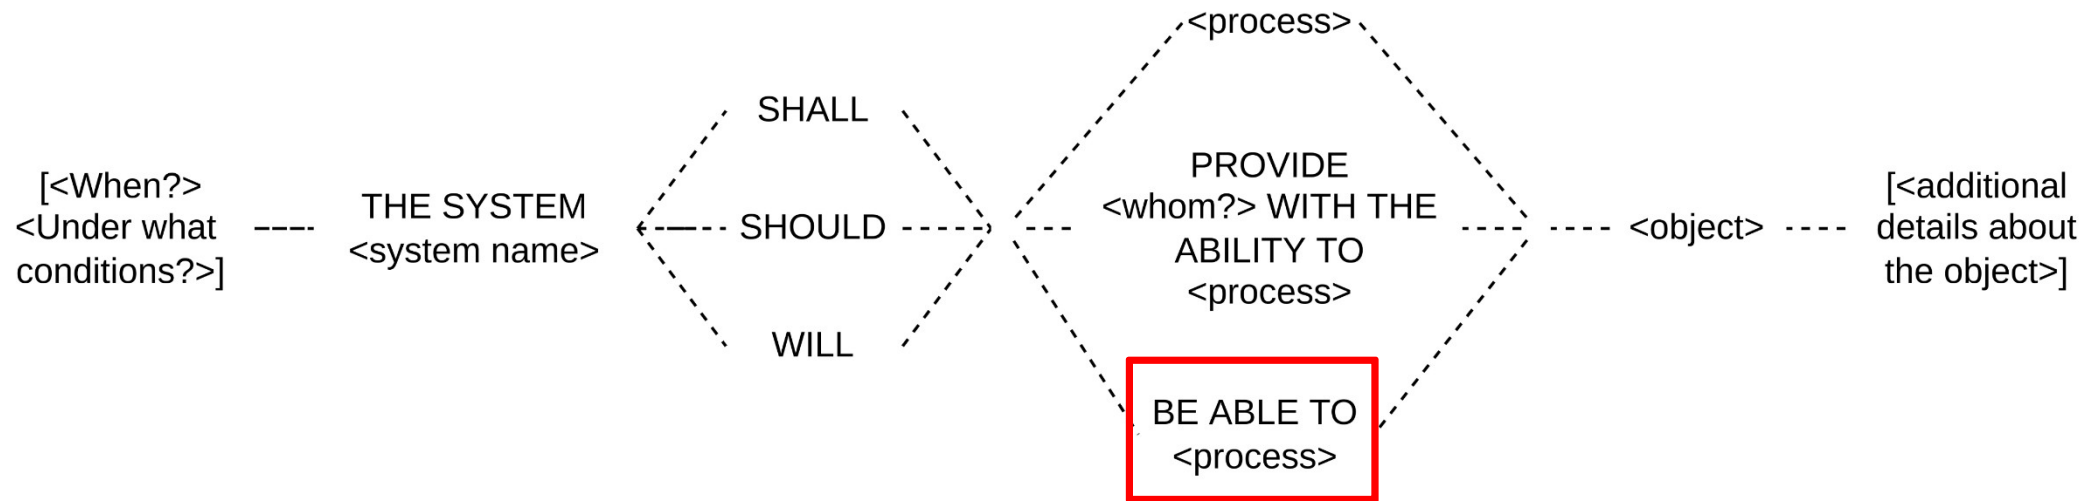 [<When?>
<Under what
conditions?>]
THE SYSTEM
<system name>
SHALL
SHOULD
WILL
<process>
PROVIDE
<whom?> WITH THE
ABILITY TO
<process>
BE ABLE TO
<process>
<object>
[<additional
details about
the object>]